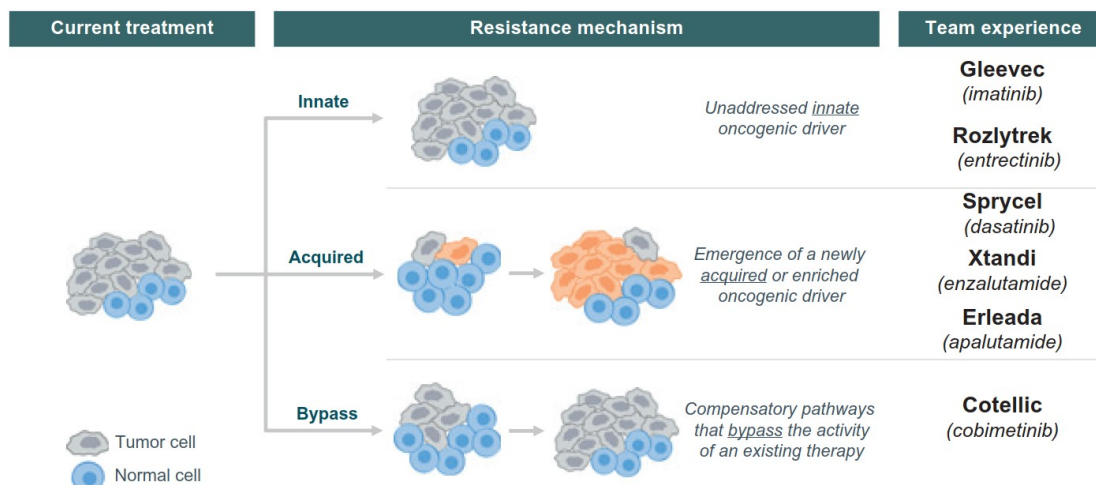 Current treatment
Resistance mechanism
Team experience
Innate
Unaddressed innate
oncogenic driver
Gleevec
(imatinib)
Rozlytrek
(entrectinib)
Acquired
Emergence of a newly
acquired or enriched
oncogenic driver
Sprycel
(dasatinib)
Xtandi
(enzalutamide)
Erleada
(apalutamide)
Bypass
Compensatory pathways
that bypass the activity
of an existing therapy
Cotellic
(cobimetinib)
Tumor cell
Normal cell